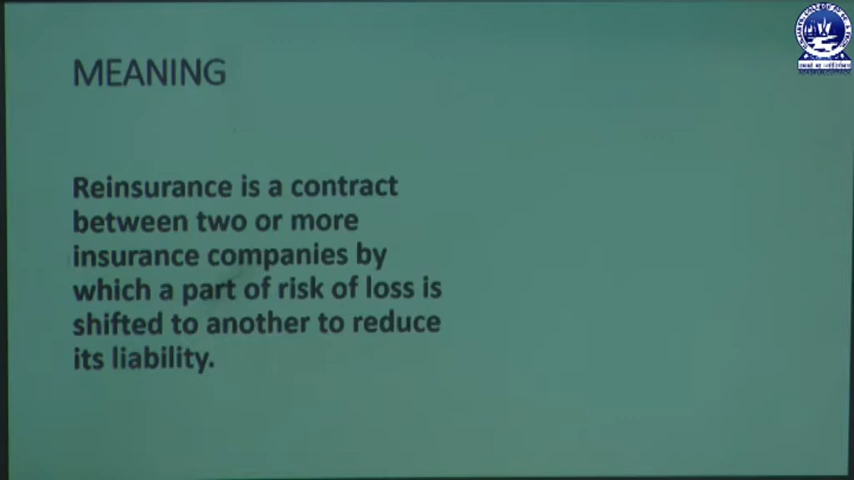 MEANING
Reinsurance is a contract
between two or more
insurance companies by
which a part of risk of loss is
shifted to another to reduce
its liability.